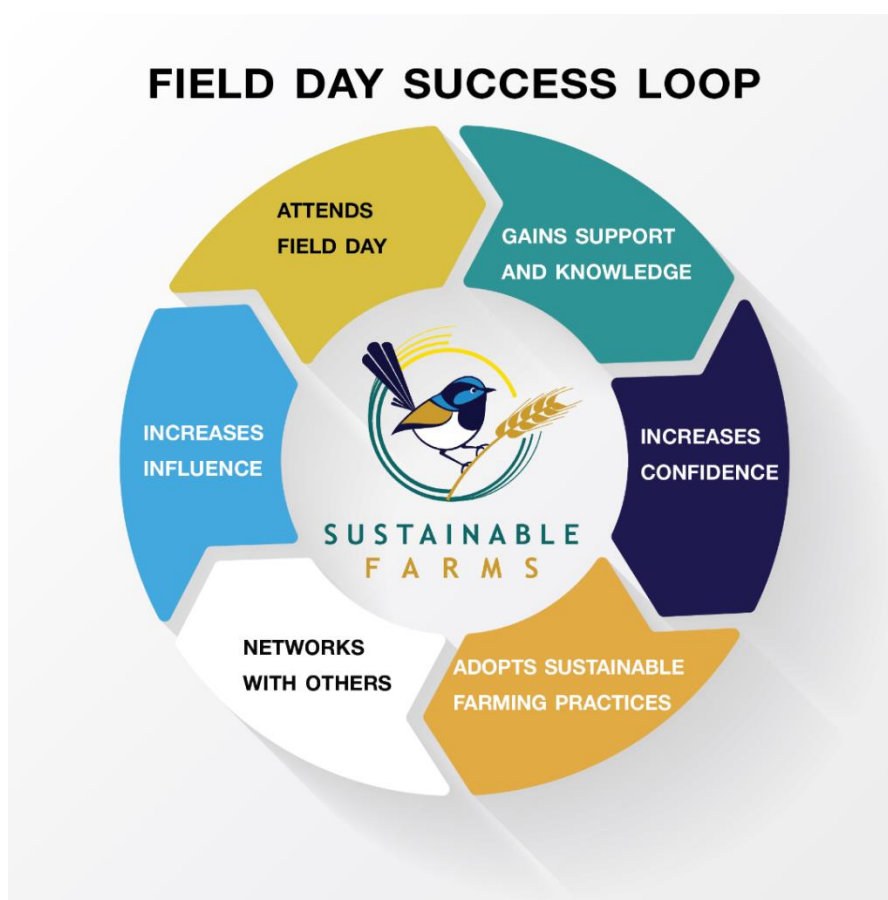 FIELD DAY SUCCESS LOOP
ATTENDS
FIELD DAY
GAINS SUPPORT
AND KNOWLEDGE
INCREASES
CONFIDENCE
ADOPTS SUSTAINABLE
FARMING PRACTICES
NETWORKS
WITH OTHERS
INCREASES
INFLUENCE
SUSTAINABLE
FARMS